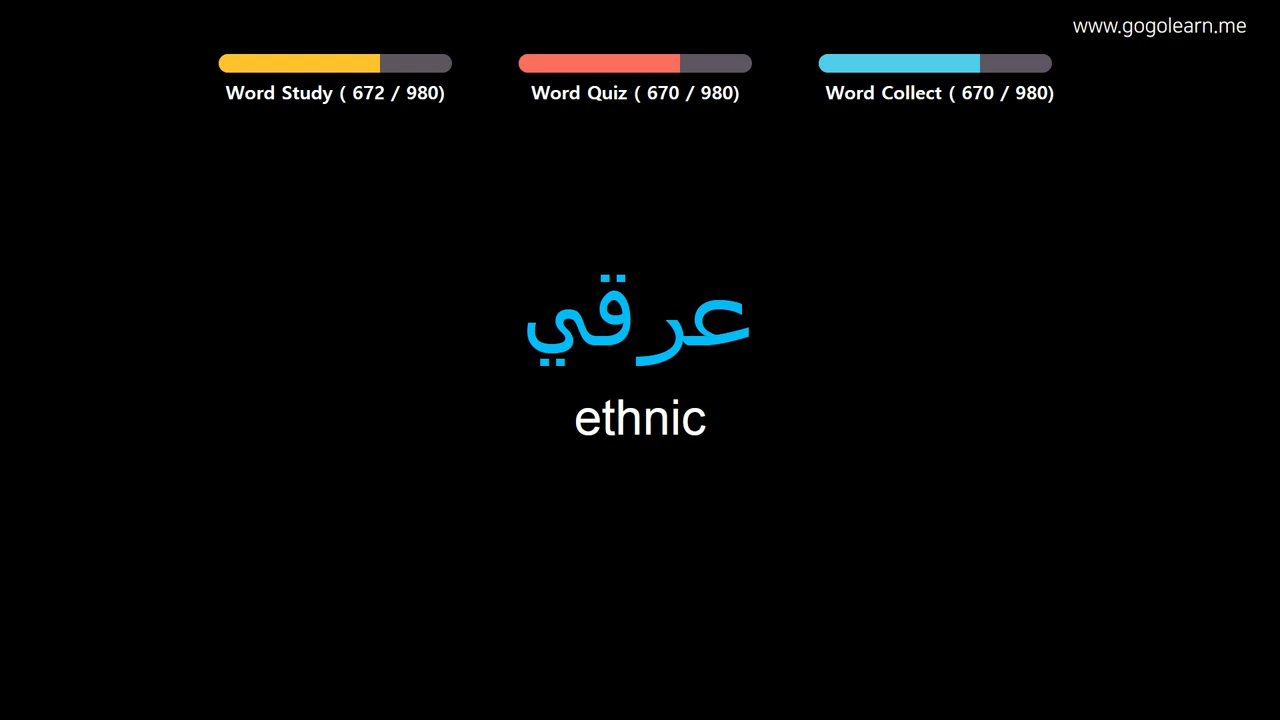 www.gogolearn.me
Word Study ( 672 / 980)
Word Quiz ( 670 / 980)
Word Collect ( 670 / 980)
عرقي
ethnic